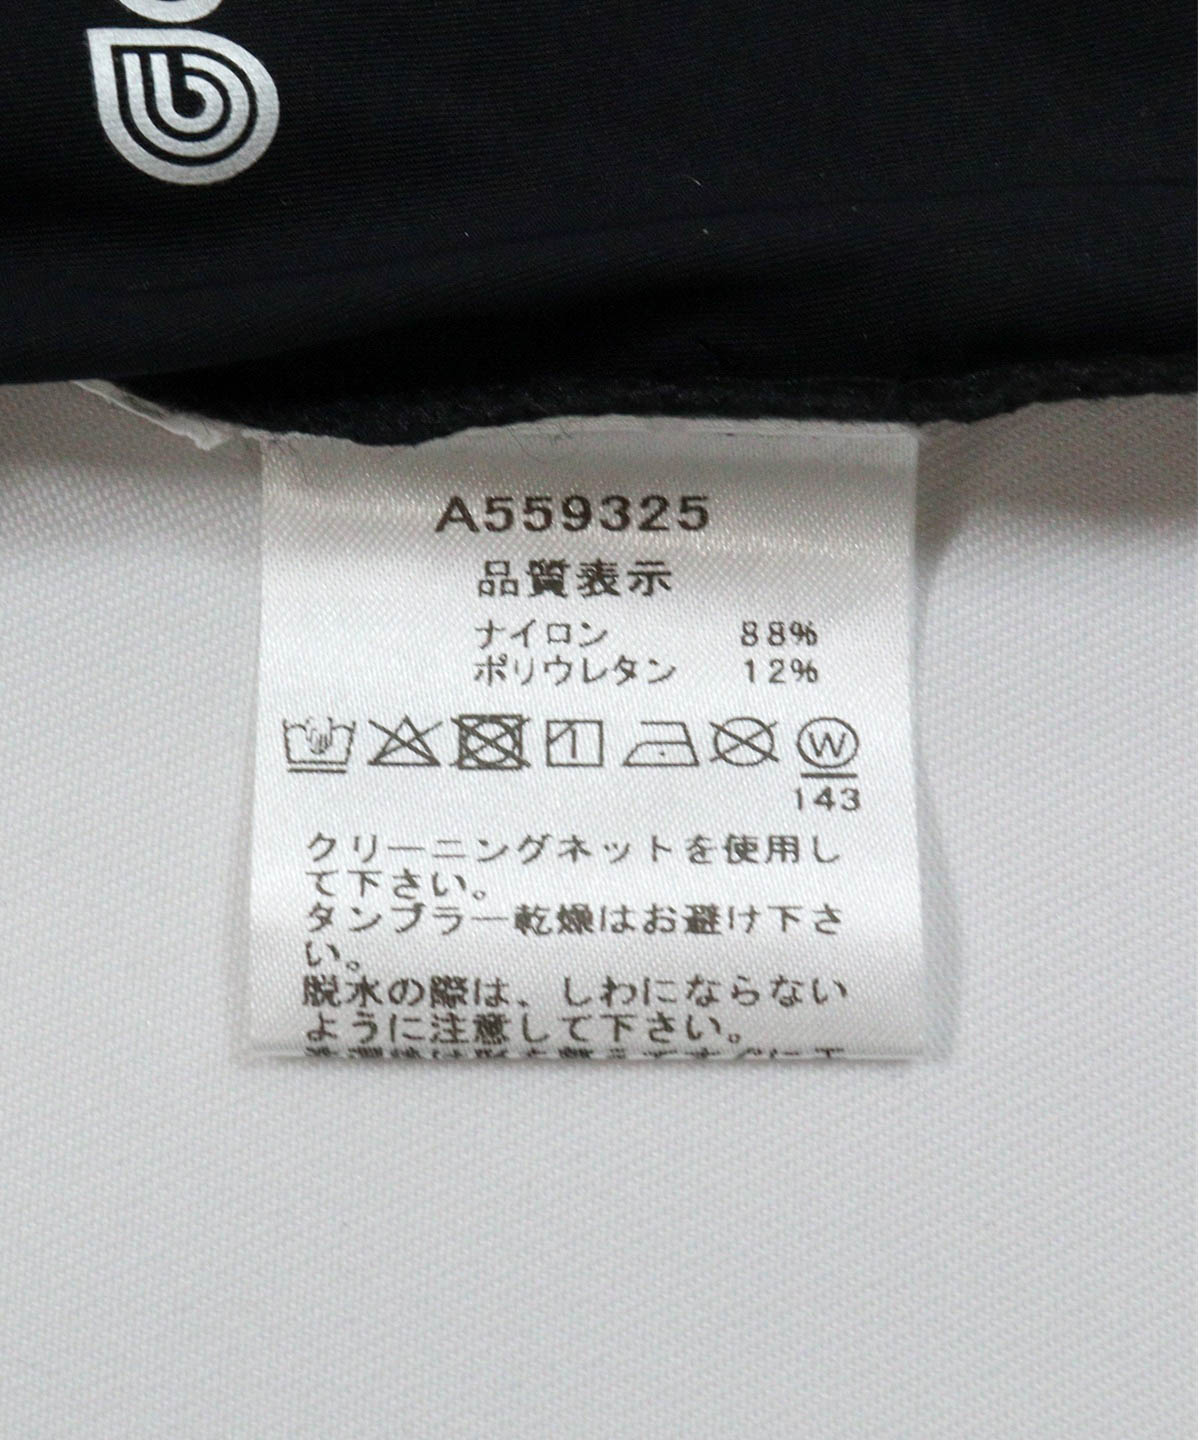 A559325
品質表示
ナイロン 88%
ポリウレタン 12%
W
143
クリーニングネットを使用し
て下さい。
タンブラー乾燥はお避け下さ
い。
脱水の際は、しわにならない
ように注意して下さい。